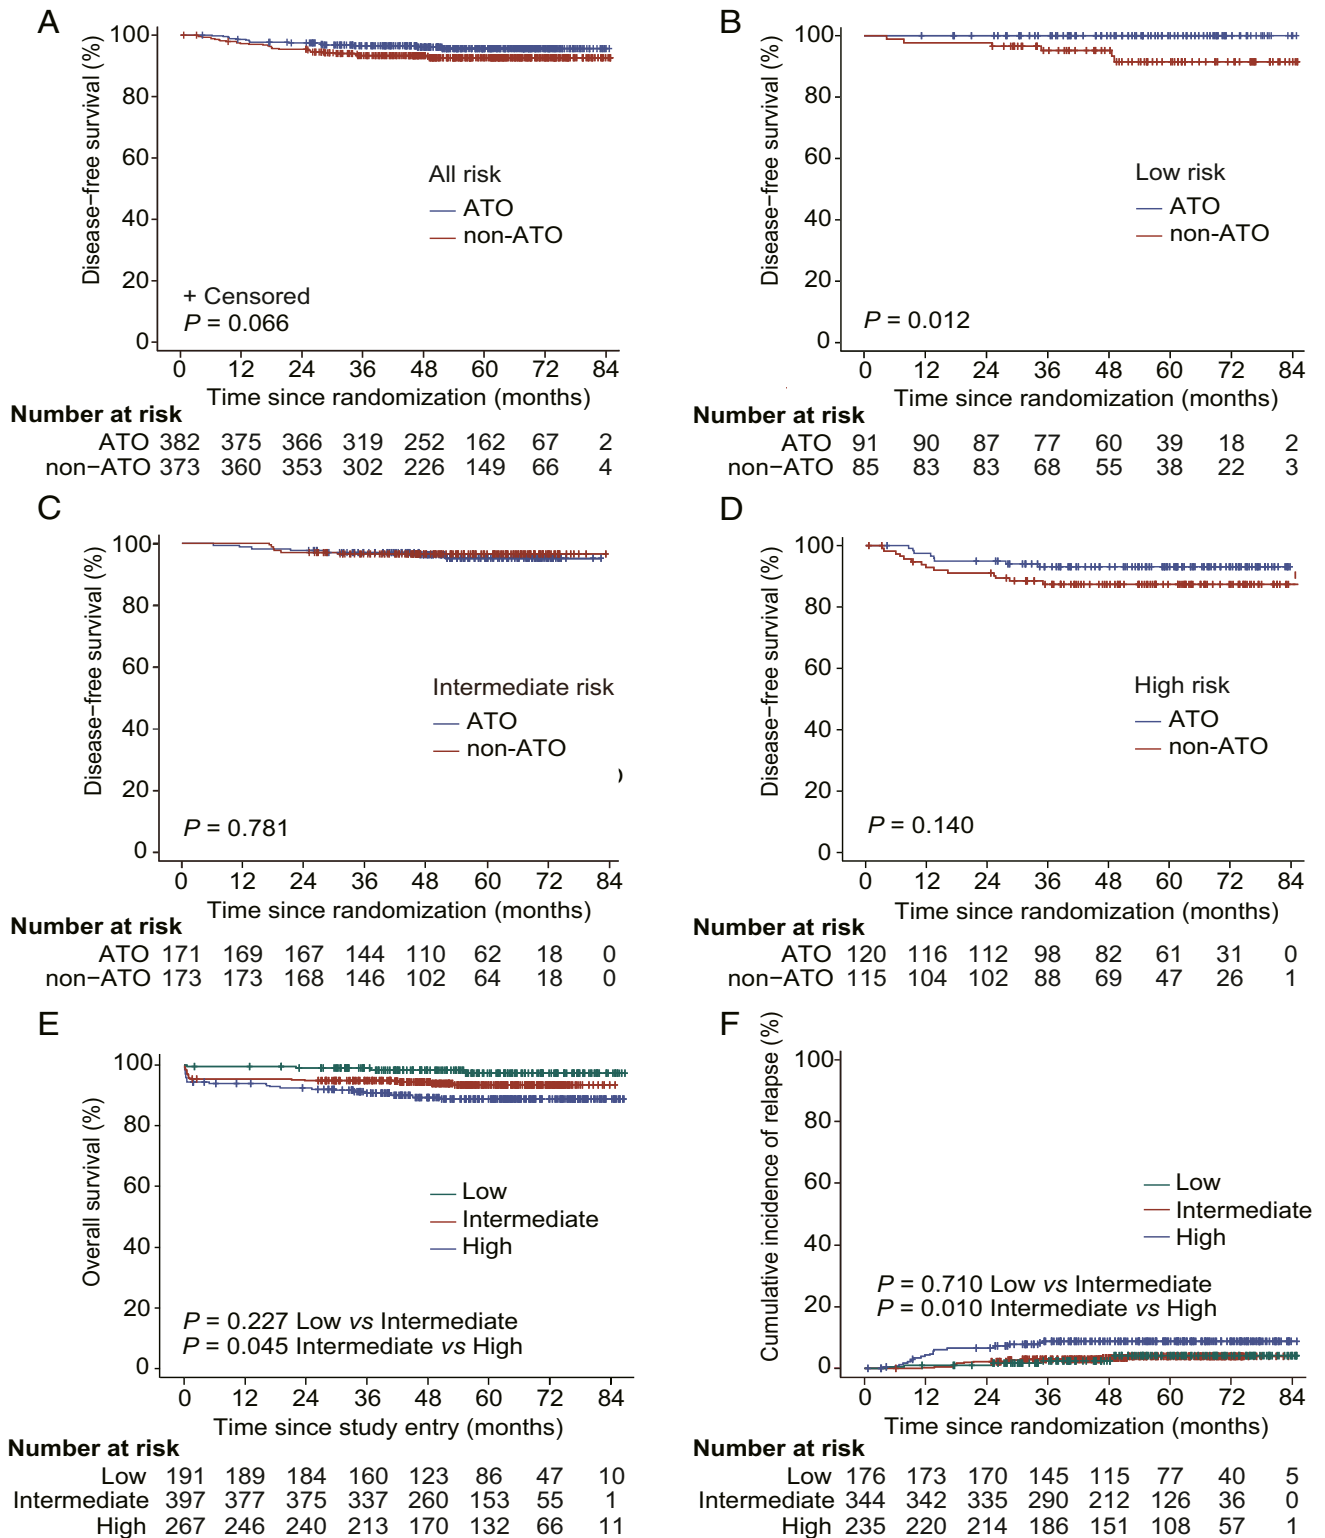 A
Disease−free survival (%)
100
80
60
40
20
0
All risk
ATO
non-ATO
+ Censored
P = 0.066
0 12 24 36 48 60 72 84
Time since randomization (months)
Number at risk
ATO 382 375 366 319 252 162 67 2
non−ATO 373 360 353 302 226 149 66 4
B
Disease−free survival (%)
100
80
60
40
20
0
Low risk
ATO
non-ATO
P = 0.012
0 12 24 36 48 60 72 84
Time since randomization (months)
Number at risk
ATO 91 90 87 77 60 39 18 2
non−ATO 85 83 83 68 55 38 22 3
C
Disease−free survival (%)
100
80
60
40
20
0
Intermediate risk
ATO
non-ATO
P = 0.781
0 12 24 36 48 60 72 84
Time since randomization (months)
Number at risk
ATO 171 169 167 144 110 62 18 0
non−ATO 173 173 168 146 102 64 18 0
D
Disease−free survival (%)
100
80
60
40
20
0
High risk
ATO
non-ATO
P = 0.140
0 12 24 36 48 60 72 84
Time since randomization (months)
Number at risk
ATO 120 116 112 98 82 61 31 0
non−ATO 115 104 102 88 69 47 26 1
E
Overall survival (%)
100
80
60
40
20
0
Low
Intermediate
High
P = 0.227 Low vs Intermediate
P = 0.045 Intermediate vs High
0 12 24 36 48 60 72 84
Time since study entry (months)
Number at risk
Low 191 189 184 160 123 86 47 10
Intermediate 397 377 375 337 260 153 55 1
High 267 246 240 213 170 132 66 11
F
Cumulative incidence of relapse (%)
100
80
60
40
20
0
Low
Intermediate
High
P = 0.710 Low vs Intermediate
P = 0.010 Intermediate vs High
0 12 24 36 48 60 72 84
Time since randomization (months)
Number at risk
Low 176 173 170 145 115 77 40 5
Intermediate 344 342 335 290 212 126 36 0
High 235 220 214 186 151 108 57 1